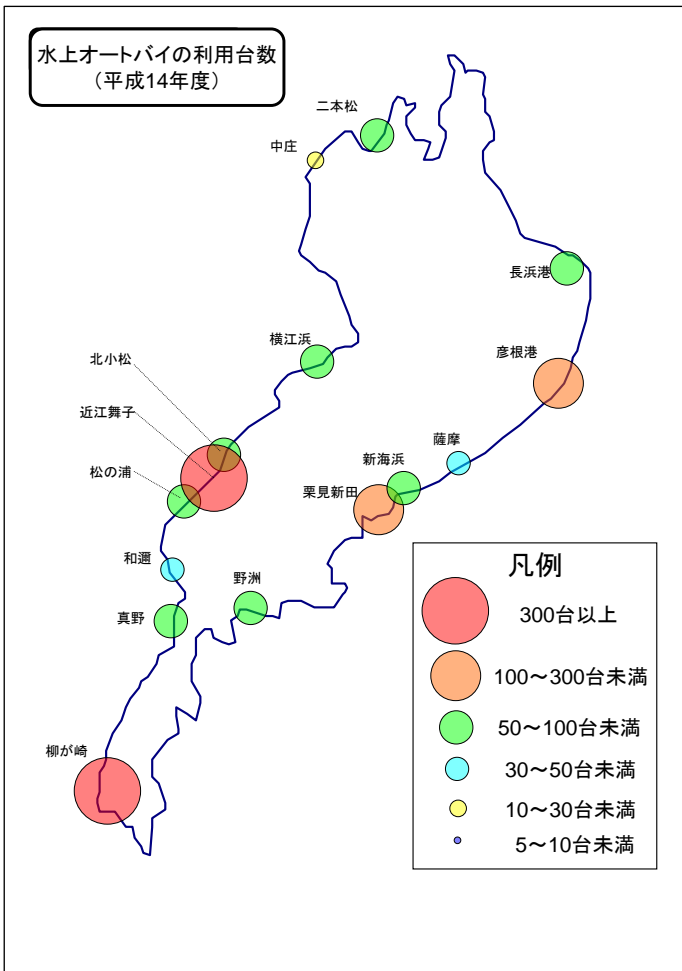 水上オートバイの利用台数
(平成14年度)
二本松
中庄
長浜港
横江浜
彦根港
北小松
近江舞子
薩摩
新海浜
松の浦
栗見新田
和邇
野洲
真野
柳が崎
凡例
300台以上
100～300台未満
50～100台未満
30～50台未満
10～30台未満
5～10台未満